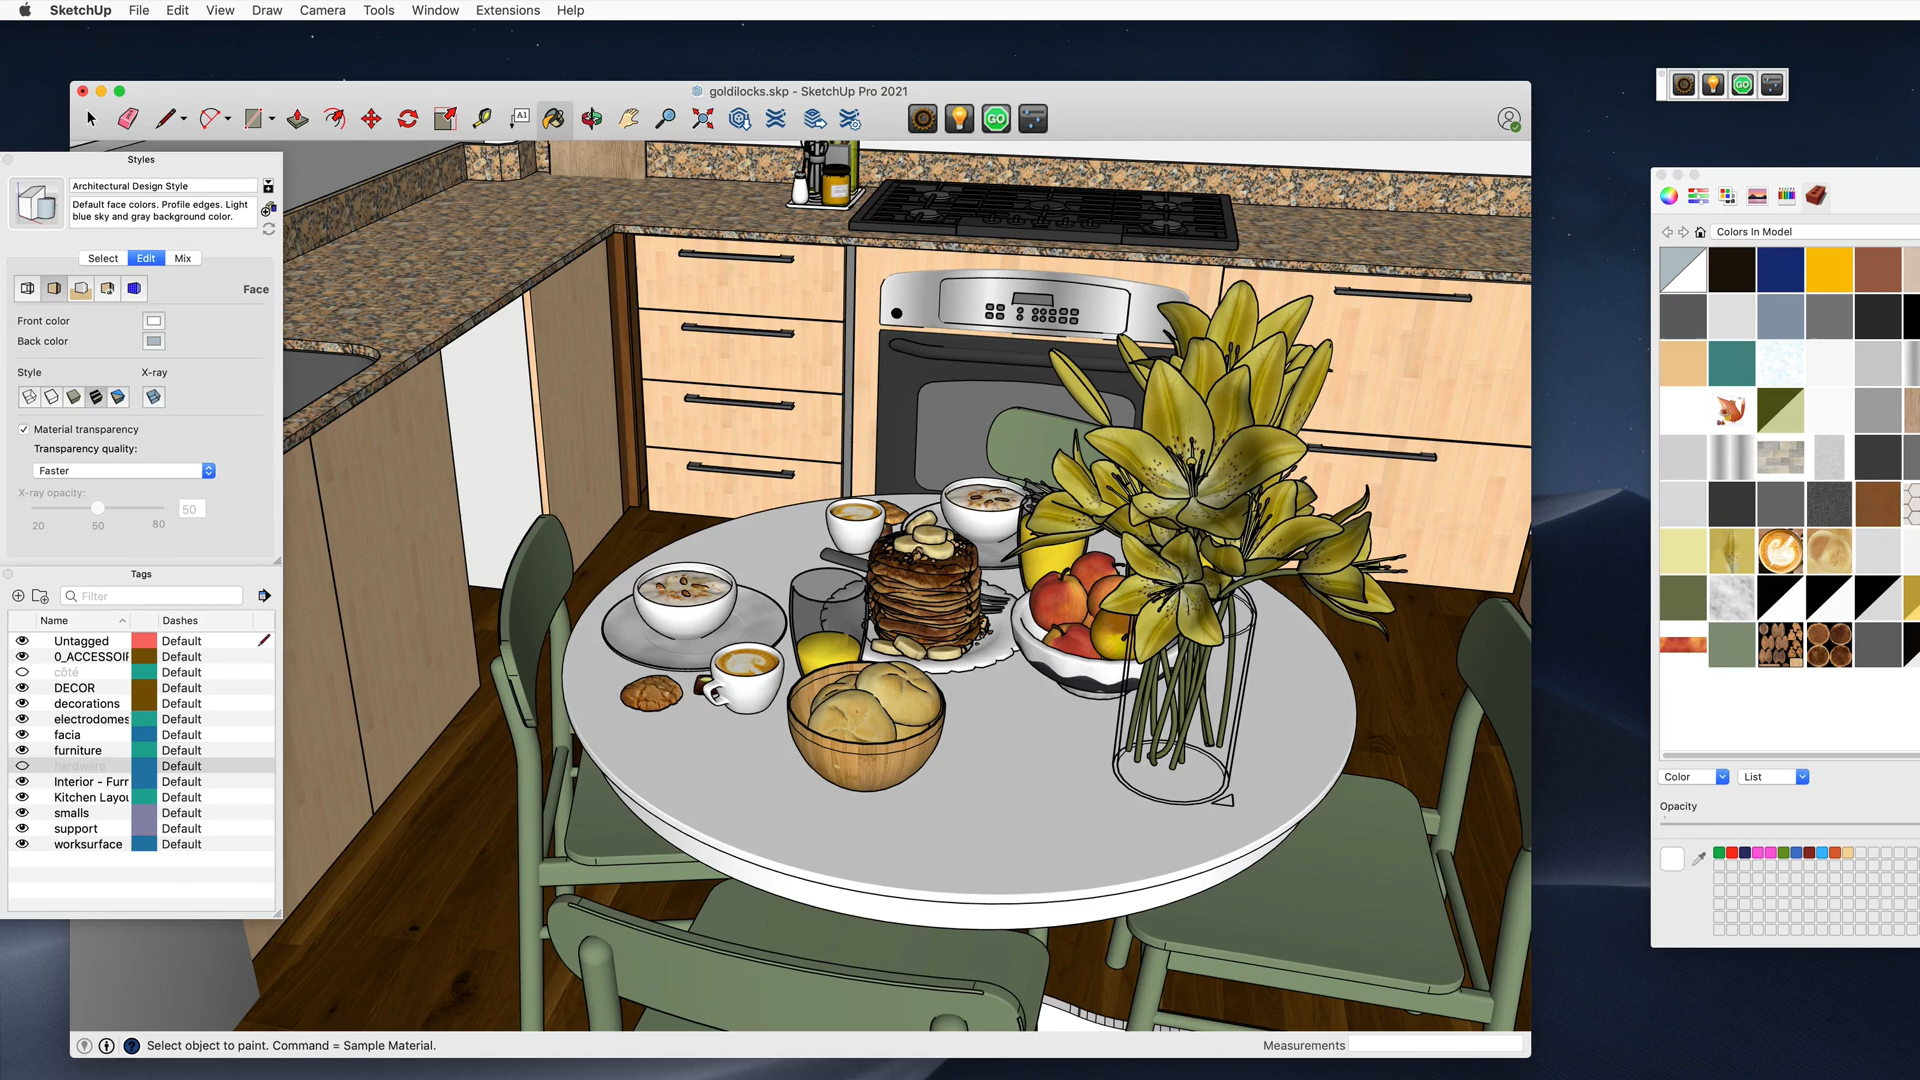 SketchUp File Edit View Draw Camera Tools Window Extensions Help
goldilocks.skp - SketchUp Pro 2021
A1
GO
GO
Styles
Architectural Design Style
Default face colors. Profile edges. Light
blue sky and gray background color.
Select Edit Mix
Face
Front color
Back color
Style X-ray
Material transparency
Transparency quality:
Faster
X-ray opacity:
50
20 50 80
Tags
Filter
Name Dashes
Untagged Default
0_ACCESSOIF Default
côté Default
DECOR Default
decorations Default
electrodomes Default
facia Default
furniture Default
hardware Default
Interior - Furr Default
Kitchen Layou Default
smalls Default
support Default
worksurface Default
Colors In Model
Color List
Opacity
Select object to paint. Command = Sample Material.
Measurements